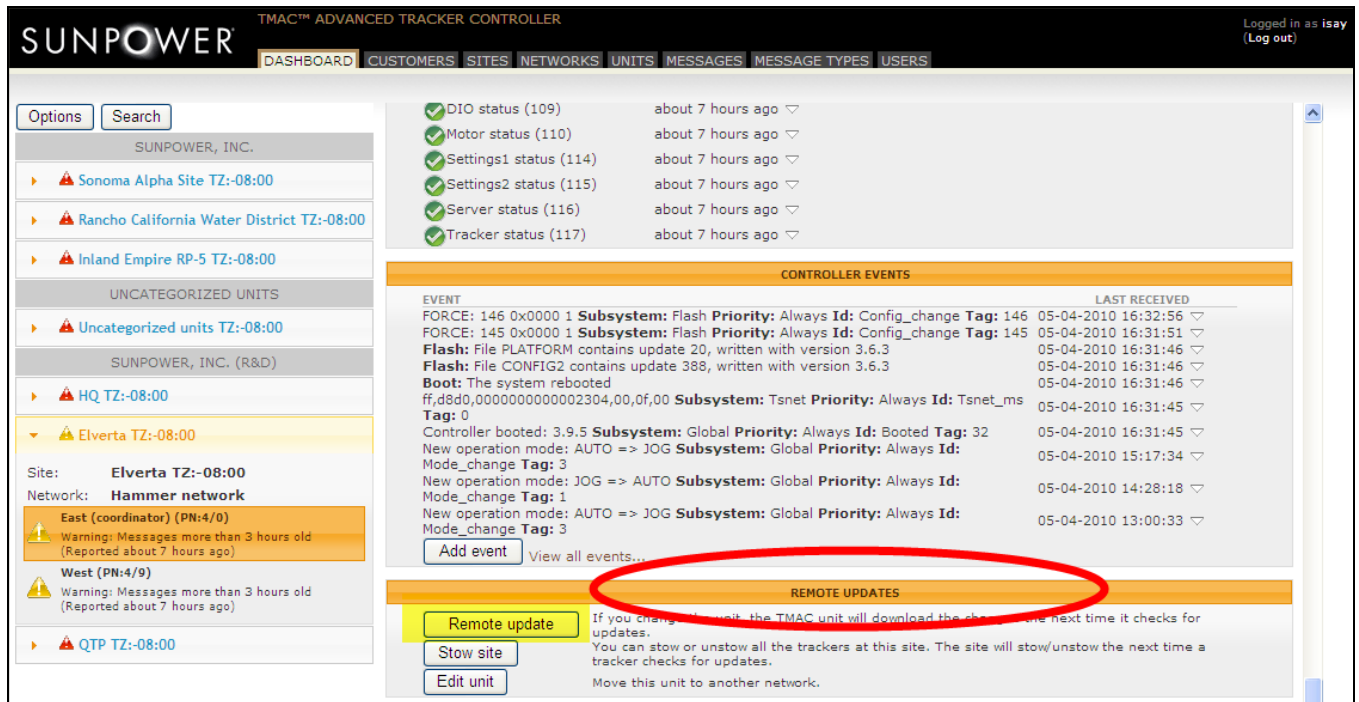 SUNPOWER
TMAC™ ADVANCED TRACKER CONTROLLER
Logged in as isay
(Log out)
DASHBOARD CUSTOMERS SITES NETWORKS UNITS MESSAGES MESSAGE TYPES USERS
Options Search
SUNPOWER, INC.
Sonoma Alpha Site TZ:-08:00
Rancho California Water District TZ:-08:00
Inland Empire RP-5 TZ:-08:00
UNCATEGORIZED UNITS
Uncategorized units TZ:-08:00
SUNPOWER, INC. (R&D)
HQ TZ:-08:00
Elverta TZ:-08:00
Site: Elverta TZ:-08:00
Network: Hammer network
East (coordinator) (PN:4/0)
Warning: Messages more than 3 hours old
(Reported about 7 hours ago)
West (PN:4/9)
Warning: Messages more than 3 hours old
(Reported about 7 hours ago)
QTP TZ:-08:00
DIO status (109) about 7 hours ago
Motor status (110) about 7 hours ago
Settings1 status (114) about 7 hours ago
Settings2 status (115) about 7 hours ago
Server status (116) about 7 hours ago
Tracker status (117) about 7 hours ago
CONTROLLER EVENTS
EVENT LAST RECEIVED
FORCE: 146 0x0000 1 Subsystem: Flash Priority: Always Id: Config_change Tag: 146 05-04-2010 16:32:56
FORCE: 145 0x0000 1 Subsystem: Flash Priority: Always Id: Config_change Tag: 145 05-04-2010 16:31:51
Flash: File PLATFORM contains update 20, written with version 3.6.3 05-04-2010 16:31:46
Flash: File CONFIG2 contains update 388, written with version 3.6.3 05-04-2010 16:31:46
Boot: The system rebooted 05-04-2010 16:31:46
ff,d8d0,0000000000002304,00,0f,00 Subsystem: Tsnet Priority: Always Id: Tsnet_ms
Tag: 0 05-04-2010 16:31:45
Controller booted: 3.9.5 Subsystem: Global Priority: Always Id: Booted Tag: 32 05-04-2010 16:31:45
New operation mode: AUTO => JOG Subsystem: Global Priority: Always Id:
Mode_change Tag: 3 05-04-2010 15:17:34
New operation mode: JOG => AUTO Subsystem: Global Priority: Always Id:
Mode_change Tag: 1 05-04-2010 14:28:18
New operation mode: AUTO => JOG Subsystem: Global Priority: Always Id:
Mode_change Tag: 3 05-04-2010 13:00:33
Add event View all events...
REMOTE UPDATES
Remote update If you change the unit, the TMAC unit will download the changes the next time it checks for
updates.
Stow site You can stow or unstow all the trackers at this site. The site will stow/unstow the next time a
tracker checks for updates.
Edit unit Move this unit to another network.